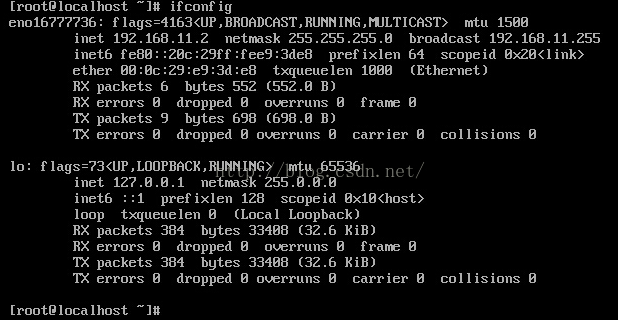 [root@localhost ~]# ifconfig
eno16777736: flags=4163<UP,BROADCAST,RUNNING,MULTICAST>  mtu 1500
        inet 192.168.11.2  netmask 255.255.255.0  broadcast 192.168.11.255
        inet6 fe80::20c:29ff:fee9:3de8  prefixlen 64  scopeid 0x20<link>
        ether 00:0c:29:e9:3d:e8  txqueuelen 1000  (Ethernet)
        RX packets 6  bytes 552 (552.0 B)
        RX errors 0  dropped 0  overruns 0  frame 0
        TX packets 9  bytes 698 (698.0 B)
        TX errors 0  dropped 0 overruns 0  carrier 0  collisions 0
lo: flags=73<UP,LOOPBACK,RUNNING>  mtu 65536
http://blog.csdn.net/
        inet 127.0.0.1  netmask 255.0.0.0
        inet6 ::1  prefixlen 128  scopeid 0x10<host>
        loop  txqueuelen 0  (Local Loopback)
        RX packets 384  bytes 33408 (32.6 KiB)
        RX errors 0  dropped 0  overruns 0  frame 0
        TX packets 384  bytes 33408 (32.6 KiB)
        TX errors 0  dropped 0 overruns 0  carrier 0  collisions 0
[root@localhost ~]#